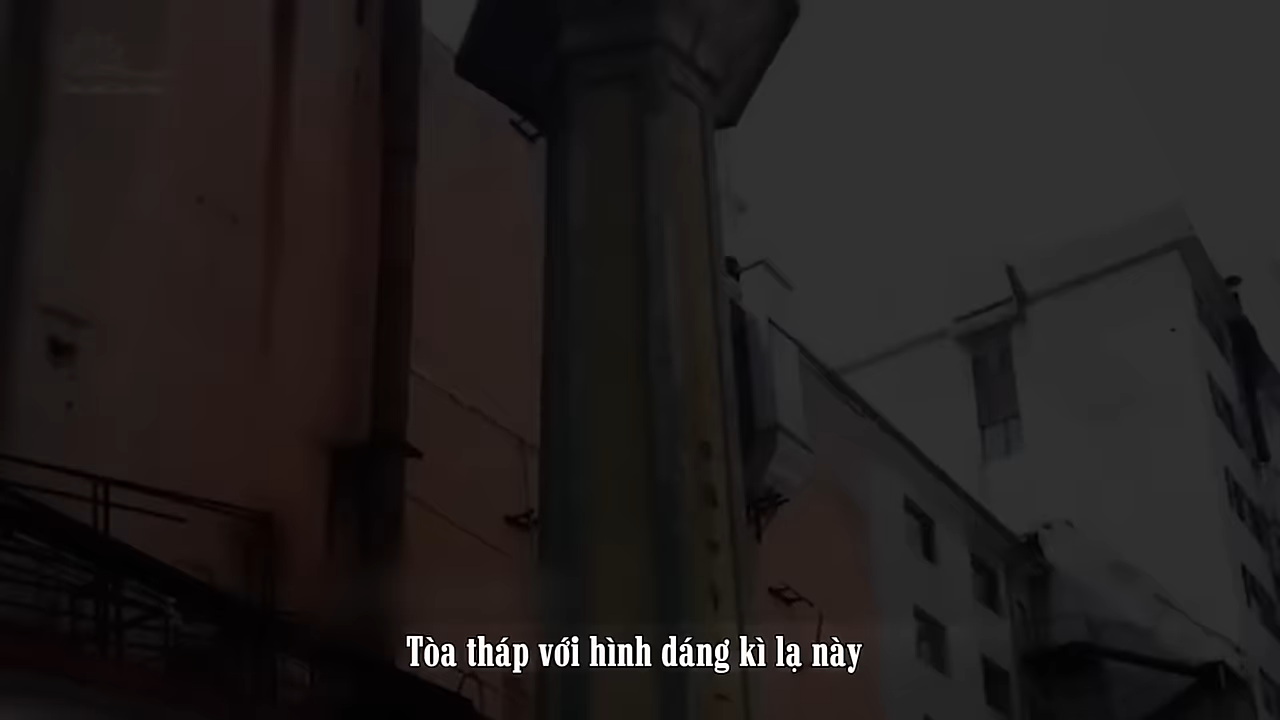 Tòa tháp với hình dáng kì lạ này